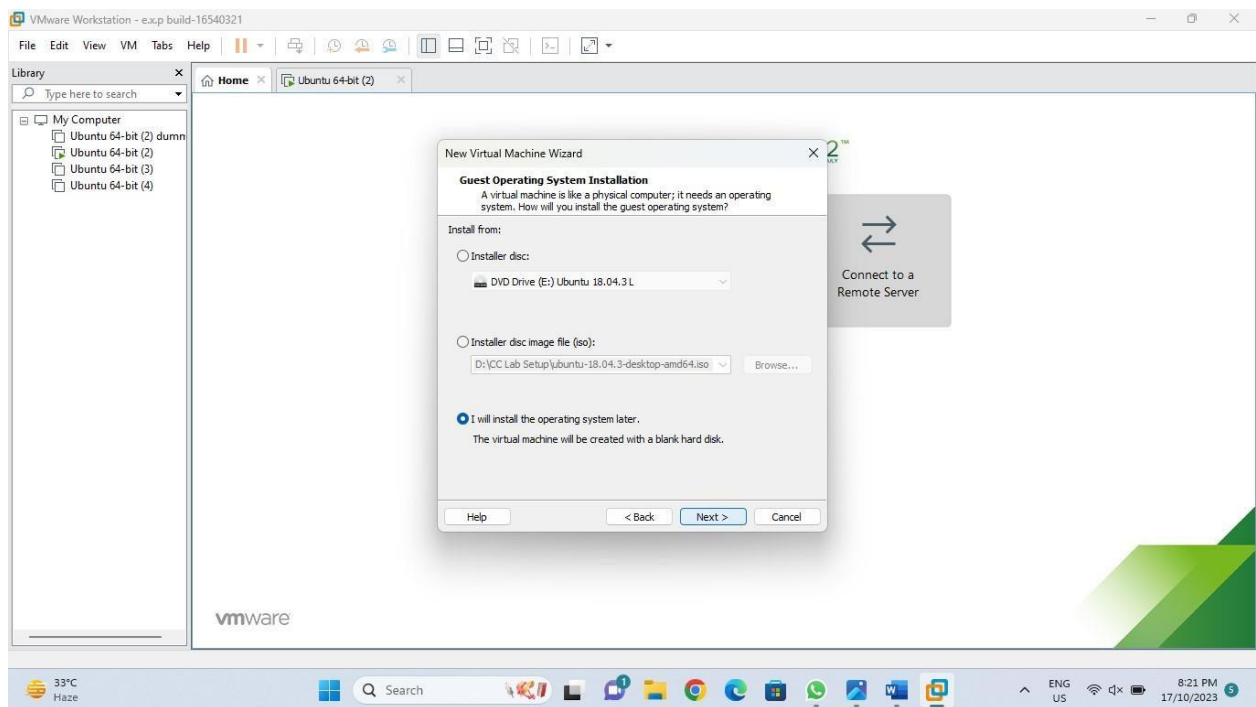 VMware Workstation - e.x.p build-16540321
File Edit View VM Tabs Help
Library
Type here to search
My Computer
Ubuntu 64-bit (2) dumm
Ubuntu 64-bit (2)
Ubuntu 64-bit (3)
Ubuntu 64-bit (4)
Home
Ubuntu 64-bit (2)
2™
New Virtual Machine Wizard
Guest Operating System Installation
A virtual machine is like a physical computer; it needs an operating
system. How will you install the guest operating system?
Install from:
Installer disc:
DVD Drive (E:) Ubuntu 18.04.3 L
Installer disc image file (iso):
D:\CC Lab Setup\ubuntu-18.04.3-desktop-amd64.iso
Browse...
I will install the operating system later.
The virtual machine will be created with a blank hard disk.
Help < Back Next > Cancel
Connect to a
Remote Server
vmware
33°C
Haze
Search
1
ENG
US
8:21 PM
17/10/2023
5